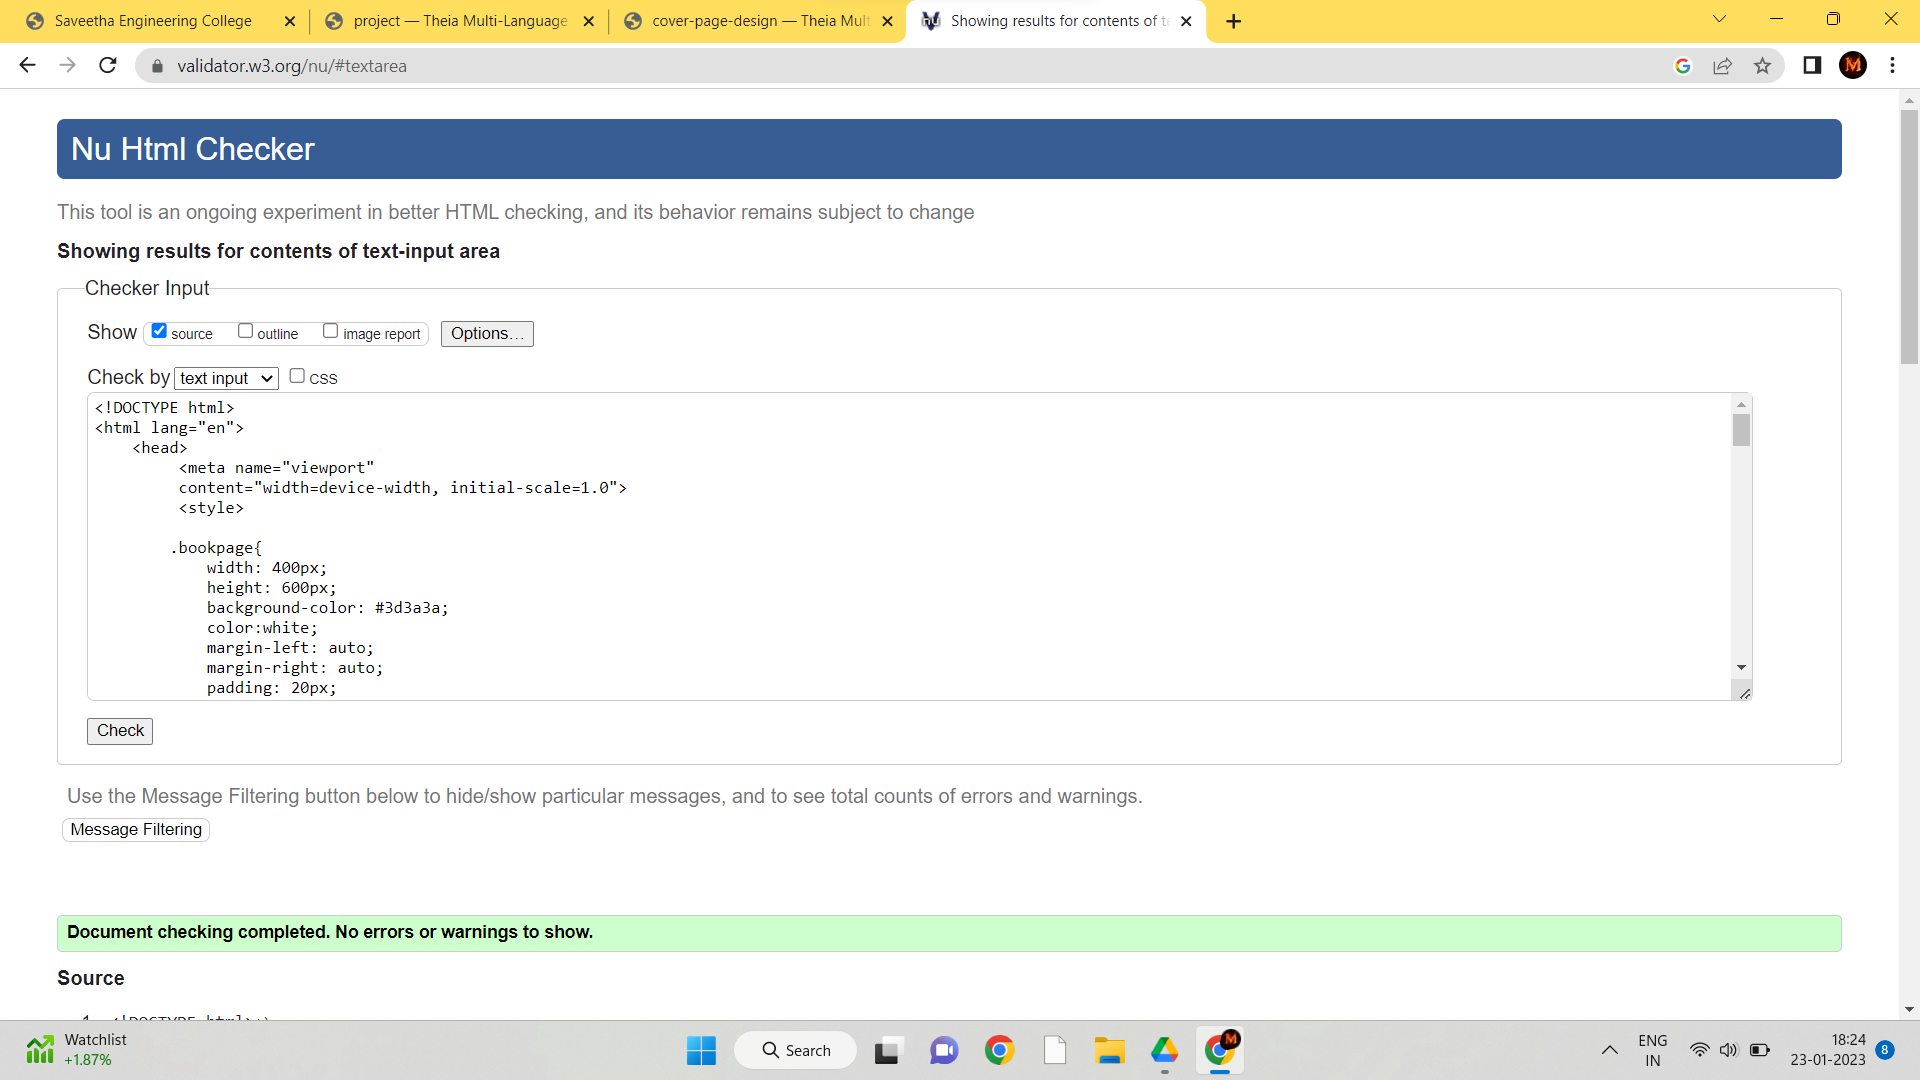 Saveetha Engineering College
project — Theia Multi-Language
cover-page-design — Theia Mult
Showing results for contents of te
validator.w3.org/nu/#textarea
Nu Html Checker
This tool is an ongoing experiment in better HTML checking, and its behavior remains subject to change
Showing results for contents of text-input area
Checker Input
Show source outline image report Options...
Check by text input CSS
<!DOCTYPE html>
<html lang="en">
<head>
<meta name="viewport"
content="width=device-width, initial-scale=1.0">
<style>
.bookpage{
width: 400px;
height: 600px;
background-color: #3d3a3a;
color:white;
margin-left: auto;
margin-right: auto;
padding: 20px;
Check
Use the Message Filtering button below to hide/show particular messages, and to see total counts of errors and warnings.
Message Filtering
Document checking completed. No errors or warnings to show.
Source
Watchlist
+1.87%
Search
ENG
IN
18:24
23-01-2023
8